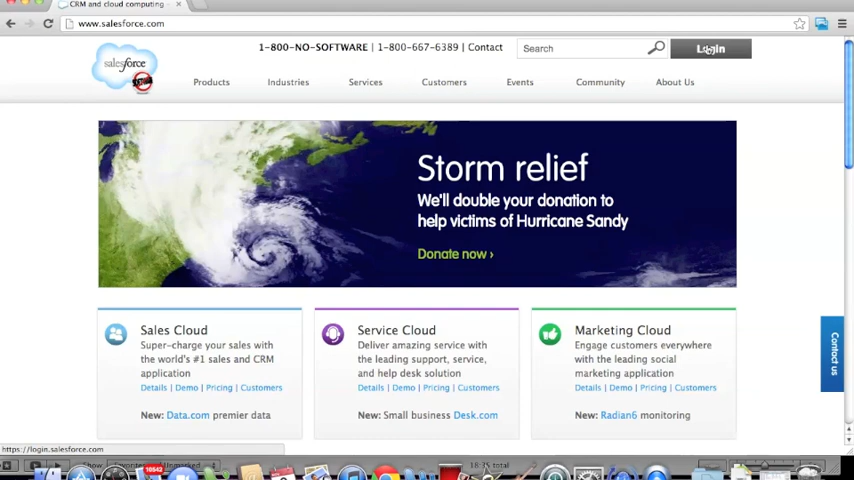 CRM and cloud computing -
www.salesforce.com
1-800-NO-SOFTWARE | 1-800-667-6389 | Contact
Search
Login
salesforce
Products
Industries
Services
Customers
Events
Community
About Us
Storm relief
We'll double your donation to
help victims of Hurricane Sandy
Donate now ›
Sales Cloud
Super-charge your sales with
the world's #1 sales and CRM
application
Details | Demo | Pricing | Customers
New: Data.com premier data
Service Cloud
Deliver amazing service with
the leading support, service,
and help desk solution
Details | Demo | Pricing | Customers
New: Small business Desk.com
Marketing Cloud
Engage customers everywhere
with the leading social
marketing application
Details | Demo | Pricing | Customers
New: Radian6 monitoring
Contact us
https://login.salesforce.com
10642
total